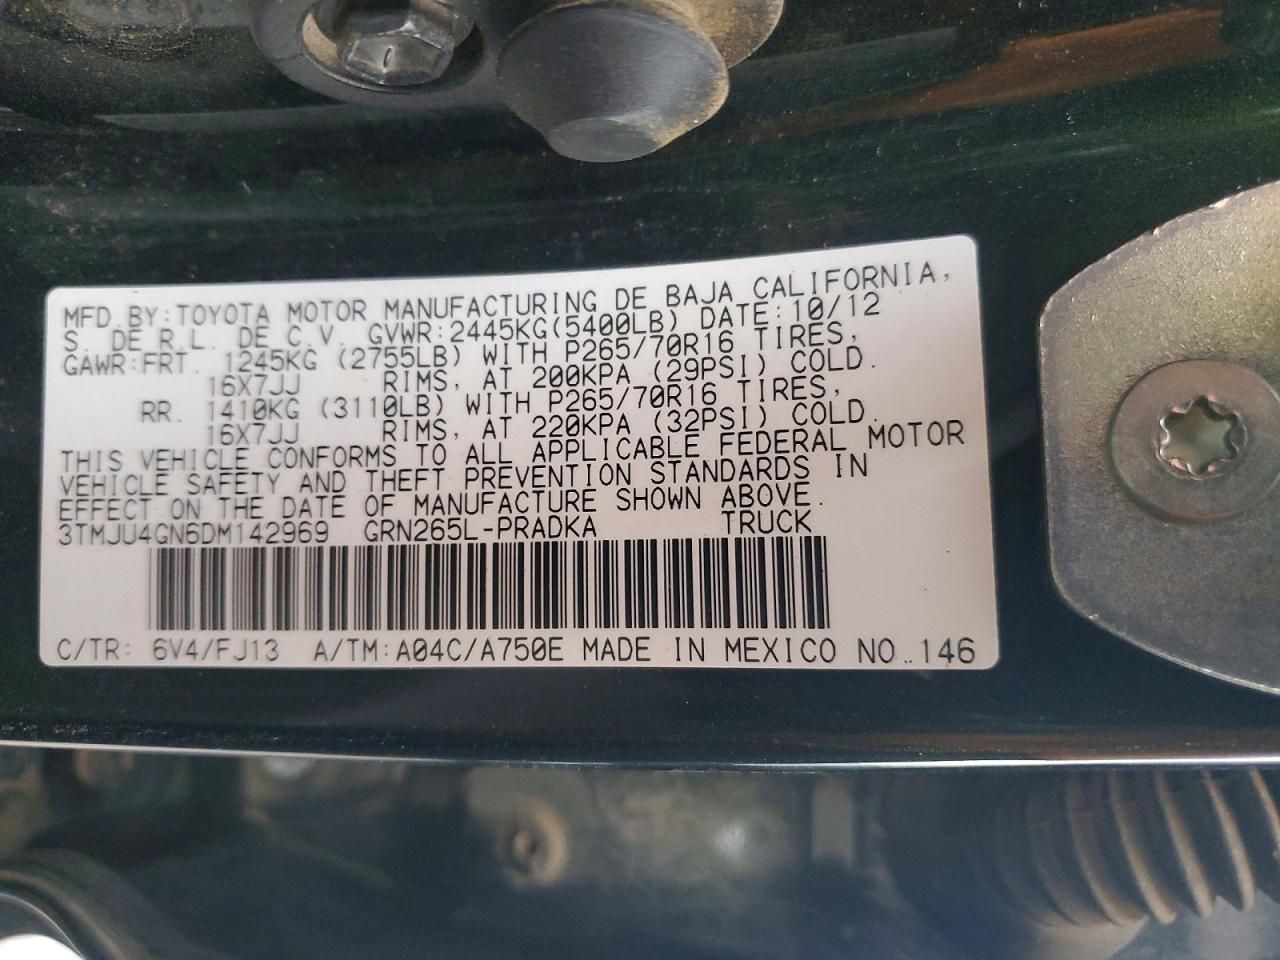 MFD. BY: TOYOTA MOTOR MANUFACTURING DE BAJA CALIFORNIA,
S. DE R.L. DE C.V. GVWR: 2445KG(5400LB) DATE: 10/12
GAWR: FRT. 1245KG (2755LB) WITH P265/70R16 TIRES,
16X7JJ RIMS, AT 200KPA (29PSI) COLD.
RR. 1410KG (3110LB) WITH P265/70R16 TIRES,
16X7JJ RIMS, AT 220KPA (32PSI) COLD.
THIS VEHICLE CONFORMS TO ALL APPLICABLE FEDERAL MOTOR
VEHICLE SAFETY AND THEFT PREVENTION STANDARDS IN
EFFECT ON THE DATE OF MANUFACTURE SHOWN ABOVE.
3TMJU4GN6DM142969 GRN265L-PRADKA TRUCK
C/TR: 6V4/FJ13 A/TM: A04C/A750E MADE IN MEXICO NO. 146